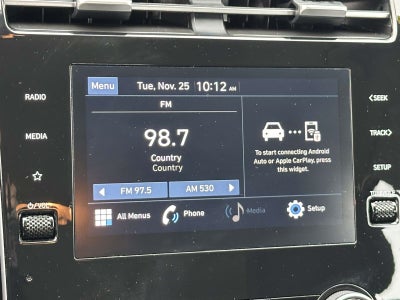 Menu Tue, Nov. 25 10:12 AM
RADIO
FM
SEEK
98.7
MEDIA
TRACK
Country
Country
To start connecting Android
Auto or Apple CarPlay, press
this widget.
SETUP
FM 97.5 AM 530
All Menus Phone Media Setup
/VOL